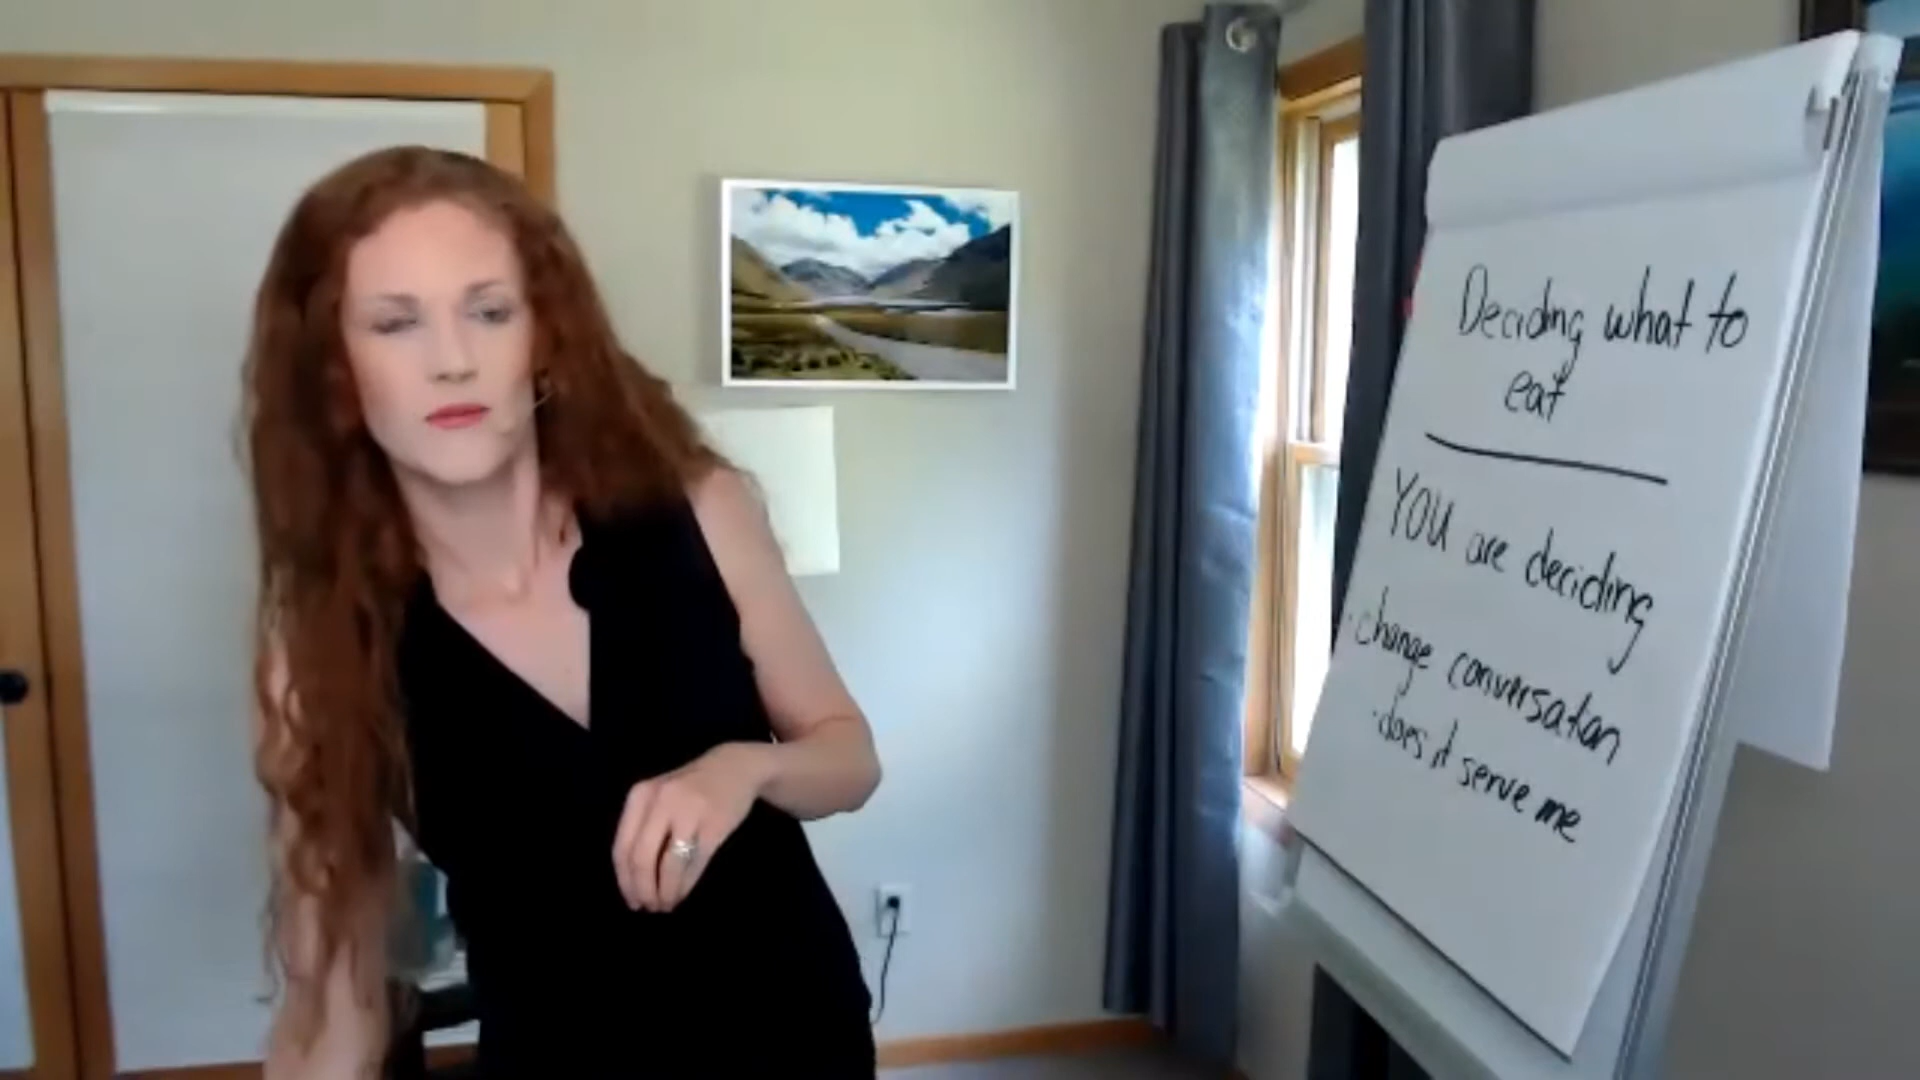 Deciding what to
eat
YOU are deciding
· change conversation
· does it serve me